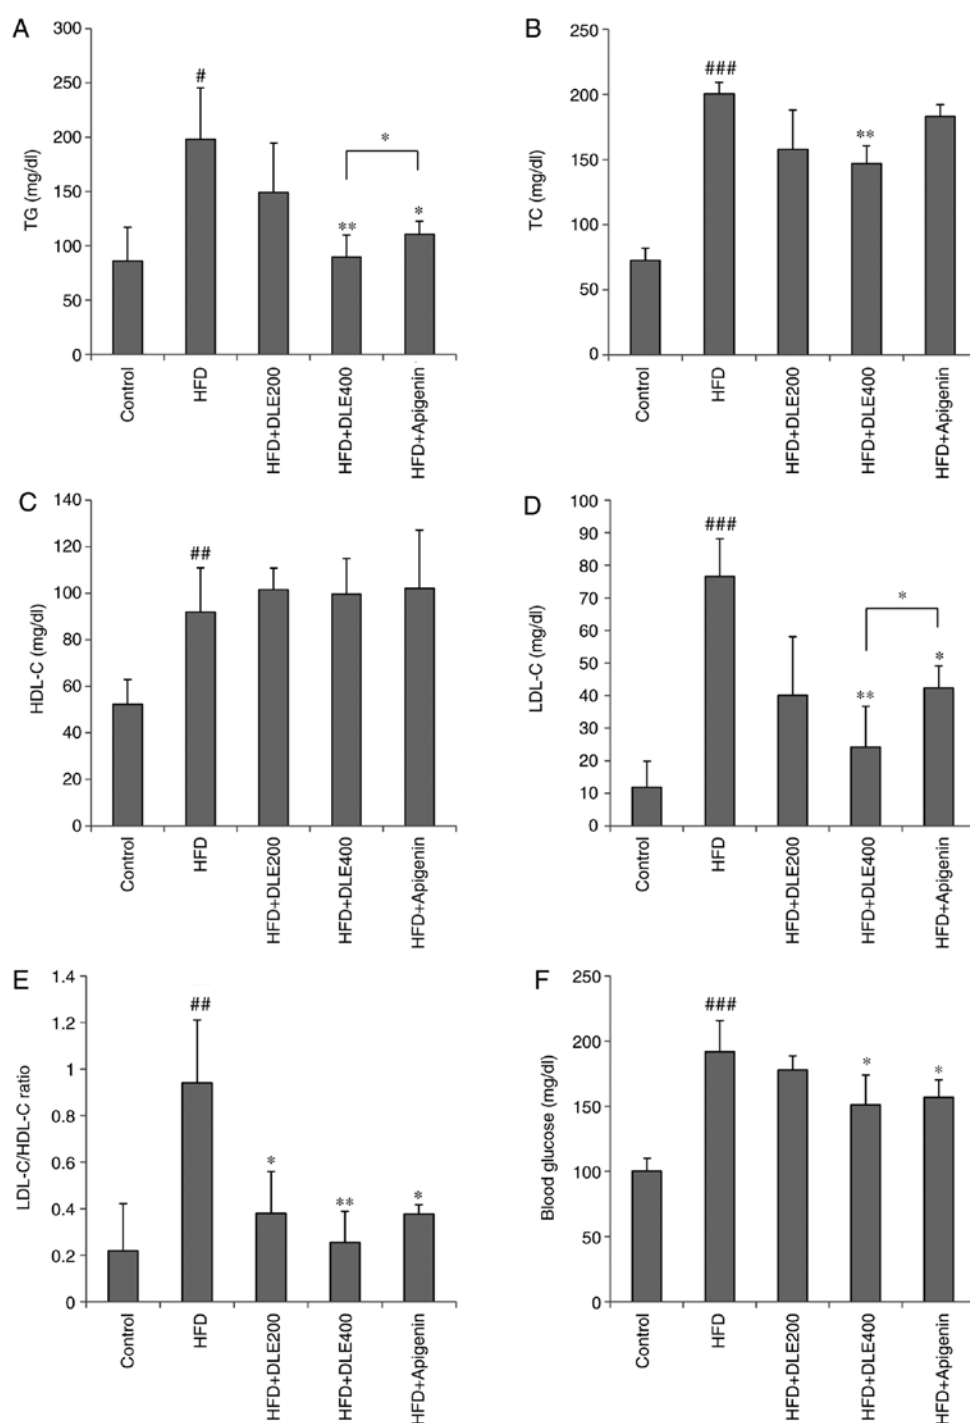 A
TG (mg/dl)
300
250
200
150
100
50
0
#
**
*
*
Control
HFD
HFD+DLE200
HFD+DLE400
HFD+Apigenin
B
TC (mg/dl)
250
200
150
100
50
0
###
**
Control
HFD
HFD+DLE200
HFD+DLE400
HFD+Apigenin
C
HDL-C (mg/dl)
140
120
100
80
60
40
20
0
##
Control
HFD
HFD+DLE200
HFD+DLE400
HFD+Apigenin
D
LDL-C (mg/dl)
100
90
80
70
60
50
40
30
20
10
0
###
**
*
*
Control
HFD
HFD+DLE200
HFD+DLE400
HFD+Apigenin
E
LDL-C/HDL-C ratio
1.4
1.2
1
0.8
0.6
0.4
0.2
0
##
*
**
*
Control
HFD
HFD+DLE200
HFD+DLE400
HFD+Apigenin
F
Blood glucose (mg/dl)
250
200
150
100
50
0
###
*
*
Control
HFD
HFD+DLE200
HFD+DLE400
HFD+Apigenin